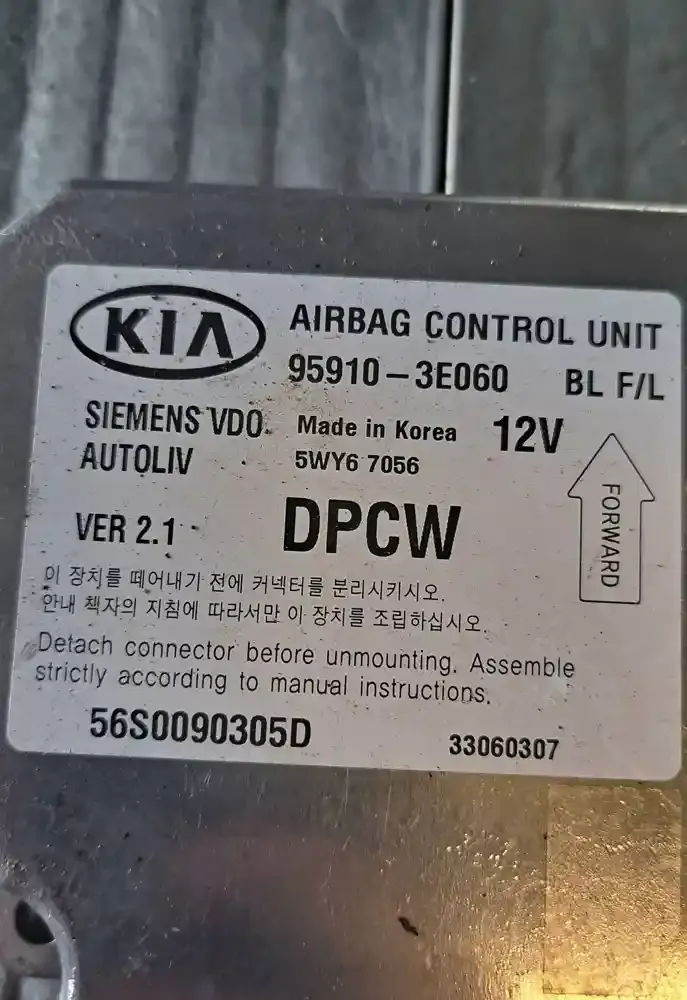 KIA
AIRBAG CONTROL UNIT
95910-3E060 BL F/L
SIEMENS VDO Made in Korea 12V
AUTOLIV 5WY6 7056
VER 2.1 DPCW
FORWARD
이 장치를 떼어내기 전에 커넥터를 분리시키시오.
안내 책자의 지침에 따라서만 이 장치를 조립하십시오.
Detach connector before unmounting. Assemble
strictly according to manual instructions.
56S0090305D 33060307